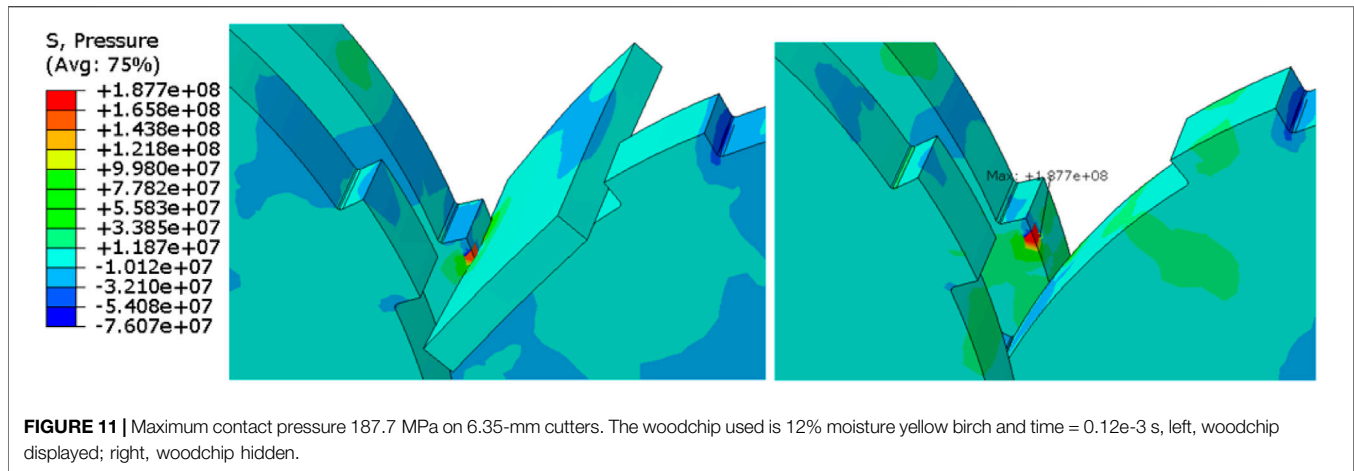 S, Pressure
(Avg: 75%)
+1.877e+08
+1.658e+08
+1.438e+08
+1.218e+08
+9.980e+07
+7.782e+07
+5.583e+07
+3.385e+07
+1.187e+07
-1.012e+07
-3.210e+07
-5.408e+07
-7.607e+07
Max: +1.877e+08
FIGURE 11 | Maximum contact pressure 187.7 MPa on 6.35-mm cutters. The woodchip used is 12% moisture yellow birch and time = 0.12e-3 s, left, woodchip
displayed; right, woodchip hidden.